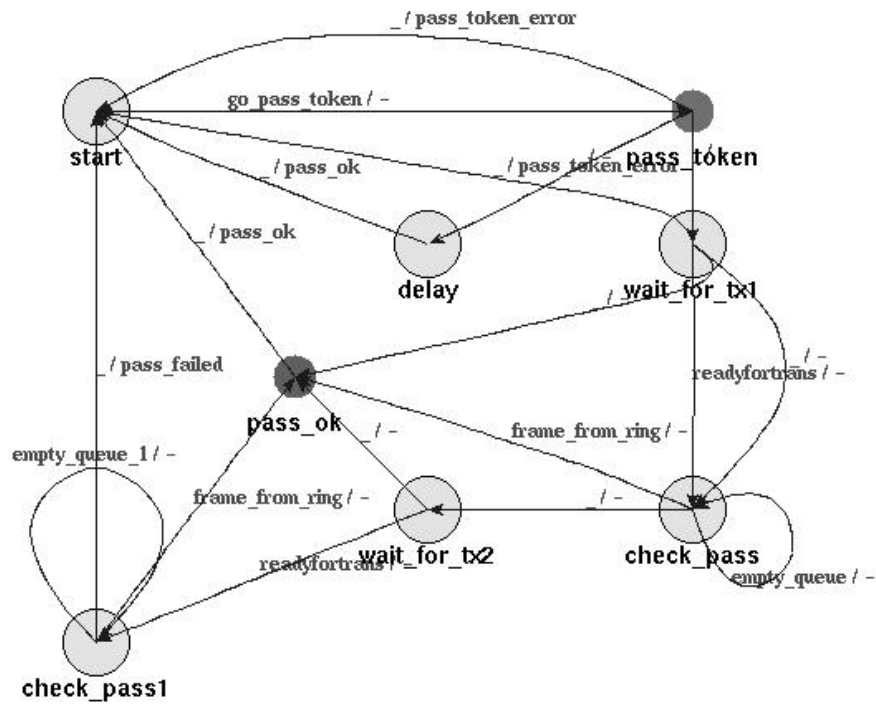 _ / pass_token_error
go_pass_token / -
start
_ / pass_ok
_ / -
pass_token
_ / pass_token_error
_ / pass_ok
delay
wait_for_tx1
_ / -
_ / pass_failed
_ / -
readyfortrans / -
pass_ok
_ / -
frame_from_ring / -
empty_queue_1 / -
frame_from_ring / -
_ / -
wait_for_tx2
check_pass
readyfortrans / -
empty_queue / -
check_pass1